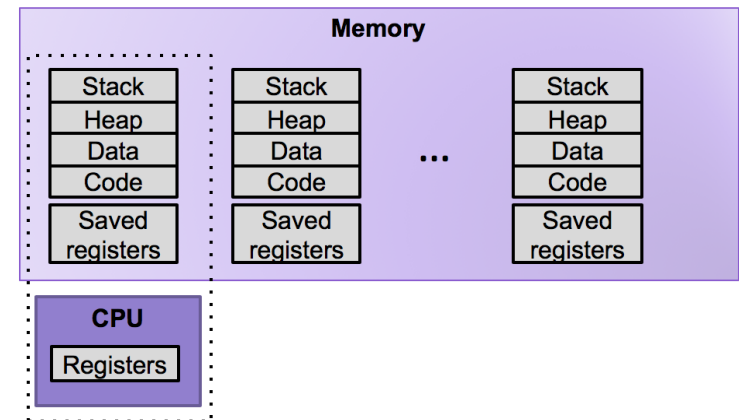 Memory
Stack
Heap
Data
Code
Saved
registers
Stack
Heap
Data
Code
Saved
registers
...
Stack
Heap
Data
Code
Saved
registers
CPU
Registers